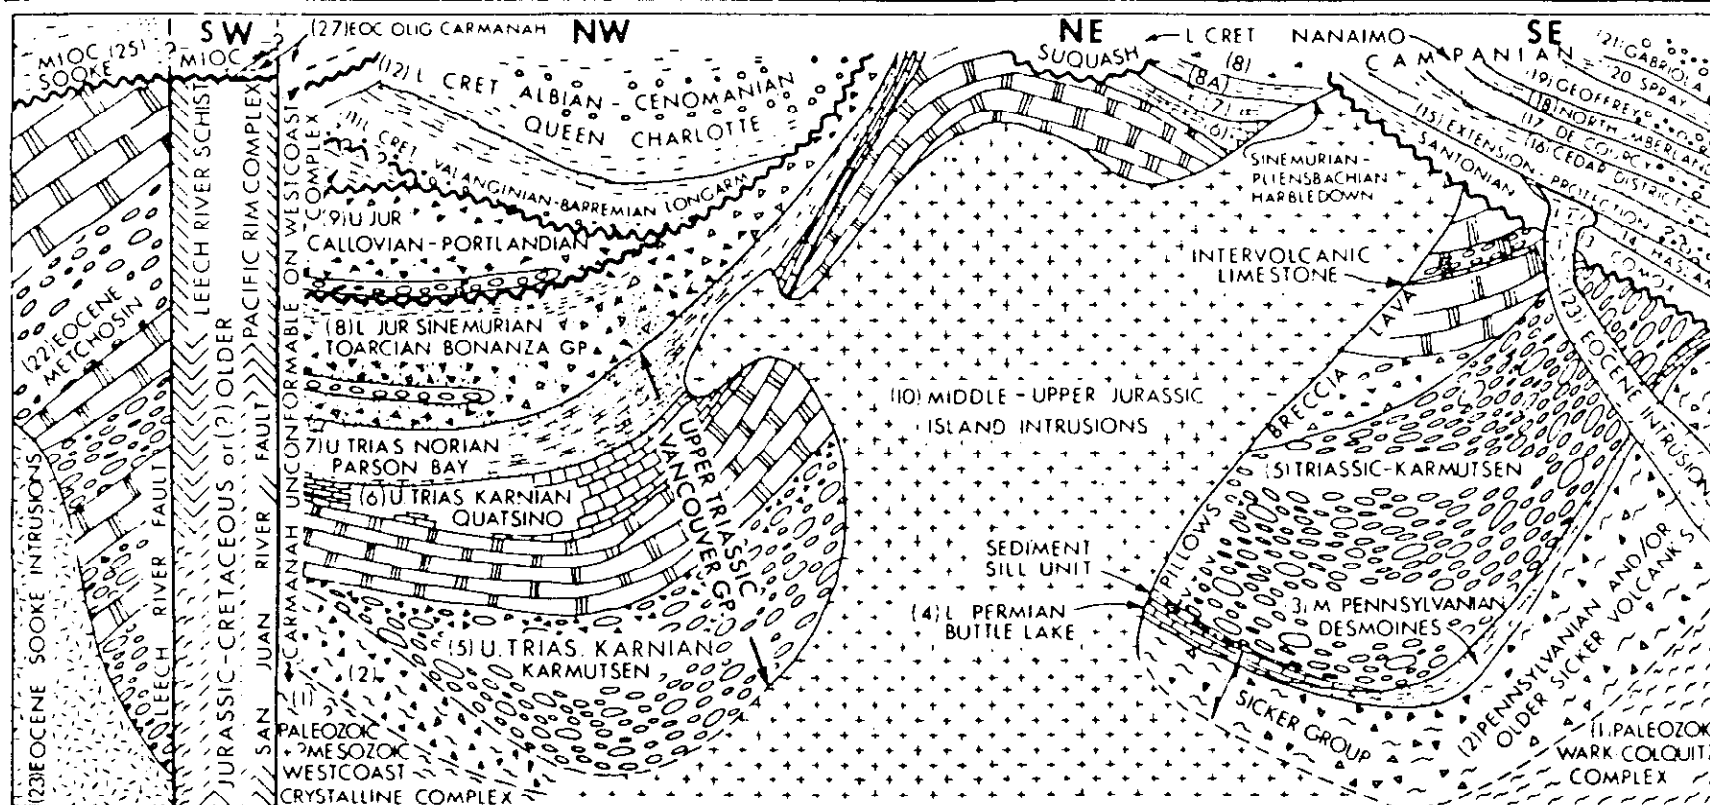 SW
NW
NE
SE
MIOC (25)
SOOKE
? MIOC ?
(27)EOC OLIG CARMANAH
(12) L CRET ALBIAN - CENOMANIAN
QUEEN CHARLOTTE
(11)L CRET VALANGINIAN-BARREMIAN LONGARM
(9)U JUR
CALLOVIAN-PORTLANDIAN
(8)L JUR SINEMURIAN
TOARCIAN BONANZA GP
7)U TRIAS NORIAN
PARSON BAY
(6)U TRIAS KARNIAN
QUATSINO
(5)U.TRIAS. KARNIAN
KARMUTSEN
(2)
(1)
PALEOZOIC
+?MESOZOIC
WESTCOAST
CRYSTALLINE COMPLEX
UPPER TRIASSIC
VANCOUVER GP
(22)EOCENE
METCHOSIN
(23)EOCENE SOOKE INTRUSIONS
LEECH RIVER FAULT
LEECH RIVER SCHIST
JURASSIC-CRETACEOUS or(?) OLDER
PACIFIC RIM COMPLEX
SAN JUAN RIVER FAULT
CARMANAH UNCONFORMABLE ON WESTCOAST
COMPLEX
SUQUASH
L CRET NANAIMO
CAMPANIAN
(8)
(8A)
7)
(6)
SINEMURIAN-
PLIENSBACHIAN
HARBLEDOWN
INTERVOLCANIC
LIMESTONE
(10) MIDDLE - UPPER JURASSIC
ISLAND INTRUSIONS
SEDIMENT
SILL UNIT
(4) L PERMIAN
BUTTLE LAKE
PILLOWS BRECCIA LAVA
(5)TRIASSIC-KARMUTSEN
3)M PENNSYLVANIAN
DESMOINES
SICKER GROUP
(2)PENNSYLVANIAN AND/OR
OLDER SICKER VOLCANICS
(1)PALEOZOIC
WARK-COLQUITZ
COMPLEX
(23) EOCENE INTRUSIONS
(21)GABRIOLA
20 SPRAY
(19)GEOFFREY
(18)NORTHUMBERLAND
(17 DE COURCY
(16)CEDAR DISTRICT
(15)EXTENSION-PROTECTION
SANTONIAN
14 HASLAM
13
COMOX